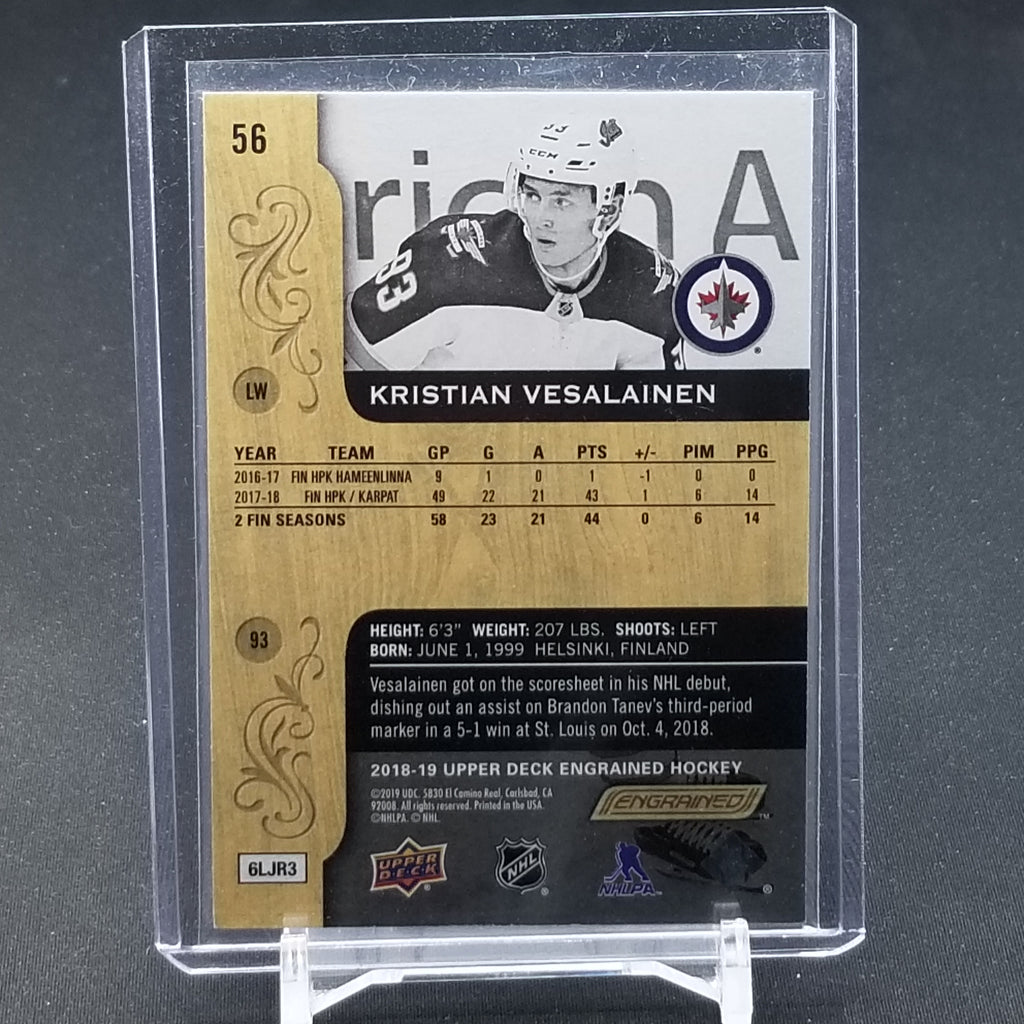 56
93
CCM
A
93
LW
KRISTIAN VESALAINEN
YEAR TEAM GP G A PTS +/- PIM PPG
2016-17 FIN HPK HAMEENLINNA 9 1 0 1 -1 0 0
2017-18 FIN HPK / KARPAT 49 22 21 43 1 6 14
2 FIN SEASONS 58 23 21 44 0 6 14
93
HEIGHT: 6'3" WEIGHT: 207 LBS. SHOOTS: LEFT
BORN: JUNE 1, 1999 HELSINKI, FINLAND
Vesalainen got on the scoresheet in his NHL debut,
dishing out an assist on Brandon Tanev's third-period
marker in a 5-1 win at St. Louis on Oct. 4, 2018.
2018-19 UPPER DECK ENGRAINED HOCKEY
©2019 UDC. 5830 El Camino Real, Carlsbad, CA
92008. All rights reserved. Printed in the USA.
©NHLPA. © NHL.
ENGRAINED™
6LJR3
UPPER
DECK®
NHL®
NHLPA®